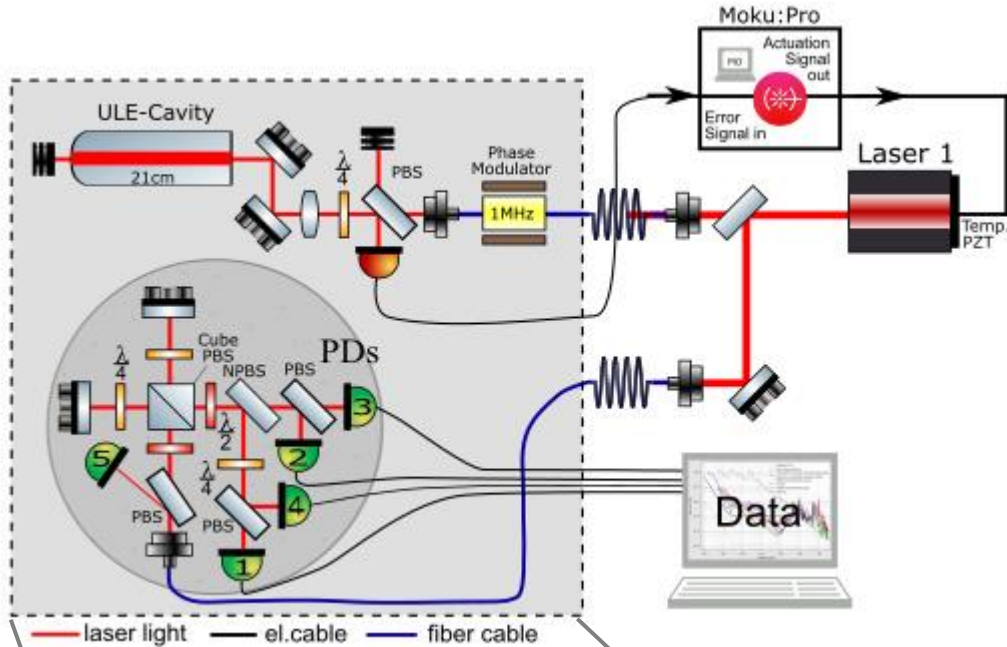 Moku:Pro
PID
Actuation
Signal
out
Error
Signal in
ULE-Cavity
21cm
λ/4
PBS
Phase
Modulator
1MHz
Laser 1
Temp.
PZT
Cube
PBS
PDs
λ/4
NPBS
PBS
3
λ/2
2
5
λ/4
4
PBS
PBS
1
Data
laser light
el.cable
fiber cable